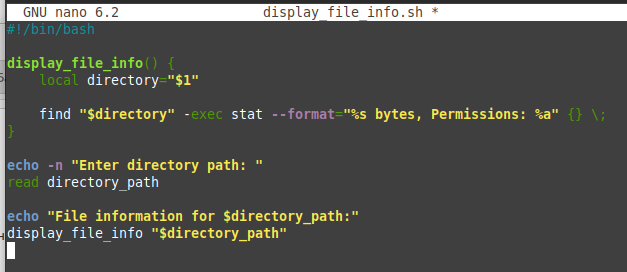 GNU nano 6.2 display_file_info.sh *
#!/bin/bash
display_file_info() {
    local directory="$1"
    find "$directory" -exec stat --format="%s bytes, Permissions: %a" {} \;
}
echo -n "Enter directory path: "
read directory_path
echo "File information for $directory_path:"
display_file_info "$directory_path"